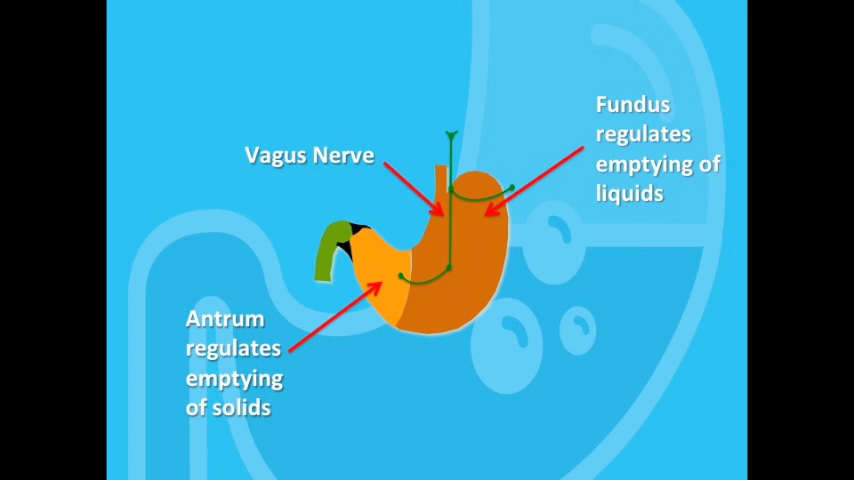 Vagus Nerve
Fundus
regulates
emptying of
liquids
Antrum
regulates
emptying
of solids